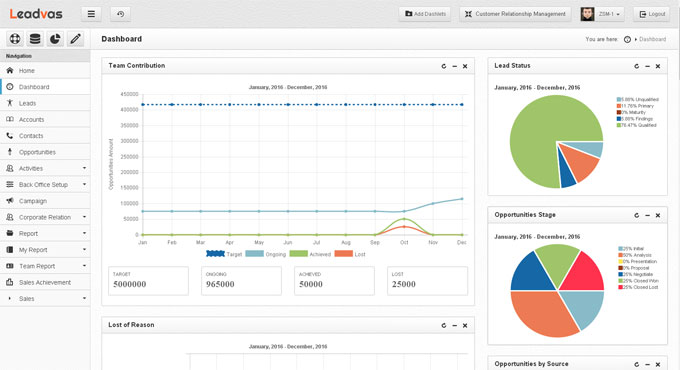 Leadvas
Add Dashlets
Customer Relationship Management
ZSM-1
Logout
Navigation
Home
Dashboard
Leads
Accounts
Contacts
Opportunities
Activities
Back Office Setup
Campaign
Corporate Relation
Report
My Report
Team Report
Sales Achievement
Sales
Dashboard
You are here:
Dashboard
Team Contribution
January, 2016 - December, 2016
Opportunities Amount
450000
400000
350000
300000
250000
200000
150000
100000
50000
0
Jan Feb Mar Apr May Jun Jul Aug Sep Oct Nov Dec
Target Ongoing Achieved Lost
TARGET
5000000
ONGOING
965000
ACHIEVED
50000
LOST
25000
Lost of Reason
January, 2016 - December, 2016
Lead Status
January, 2016 - December, 2016
5.88% Unqualified
11.76% Primary
0% Maturity
5.88% Findings
76.47% Qualified
Opportunities Stage
January, 2016 - December, 2016
25% Initial
50% Analysis
0% Presentation
0% Proposal
25% Negotiate
25% Closed Won
25% Closed Lost
Opportunities by Source